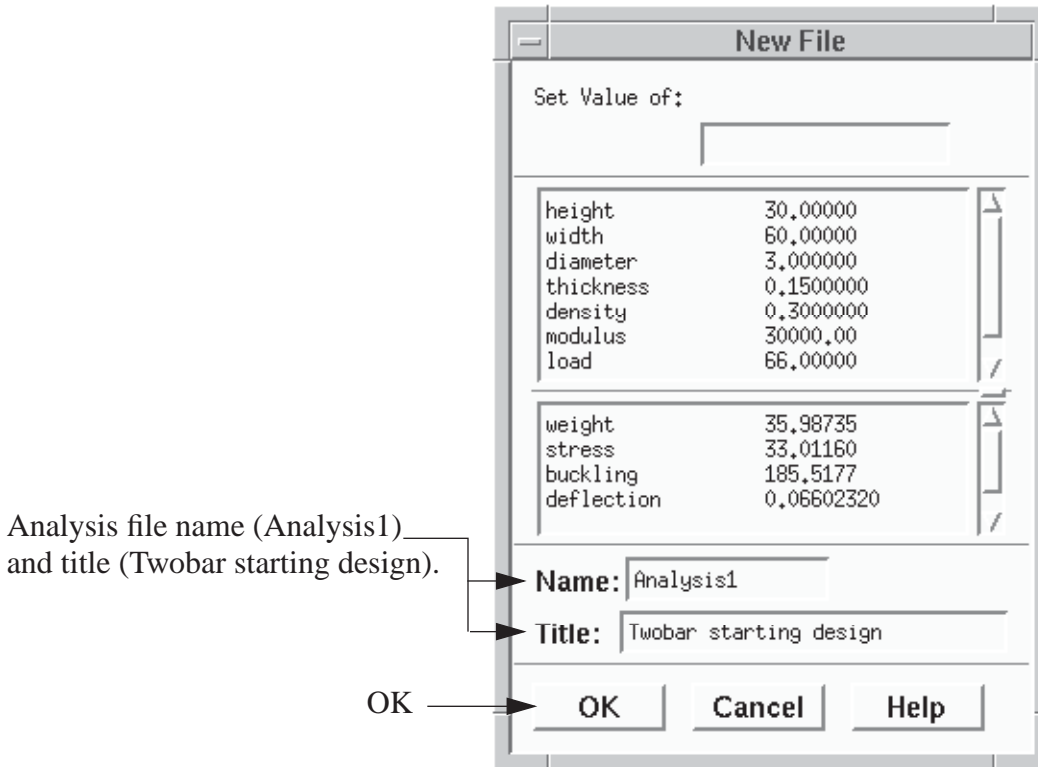 New File
Set Value of:
height 30.00000
width 60.00000
diameter 3.000000
thickness 0.1500000
density 0.3000000
modulus 30000.00
load 66.00000
weight 35.98735
stress 33.01160
buckling 185.5177
deflection 0.06602320
Analysis file name (Analysis1)
and title (Twobar starting design).
Name: Analysis1
Title: Twobar starting design
OK
OK Cancel Help